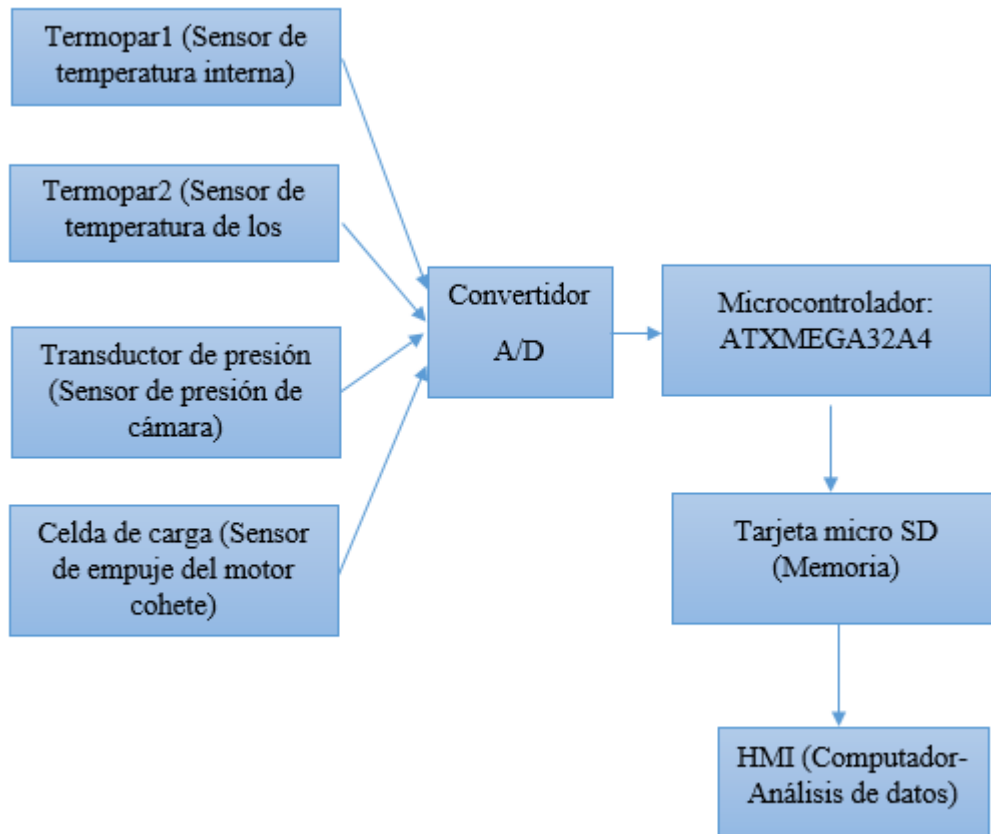 Termopar1 (Sensor de
temperatura interna)
Termopar2 (Sensor de
temperatura de los
Transductor de presión
(Sensor de presión de
cámara)
Celda de carga (Sensor
de empuje del motor
cohete)
Convertidor
A/D
Microcontrolador:
ATXMEGA32A4
Tarjeta micro SD
(Memoria)
HMI (Computador-
Análisis de datos)